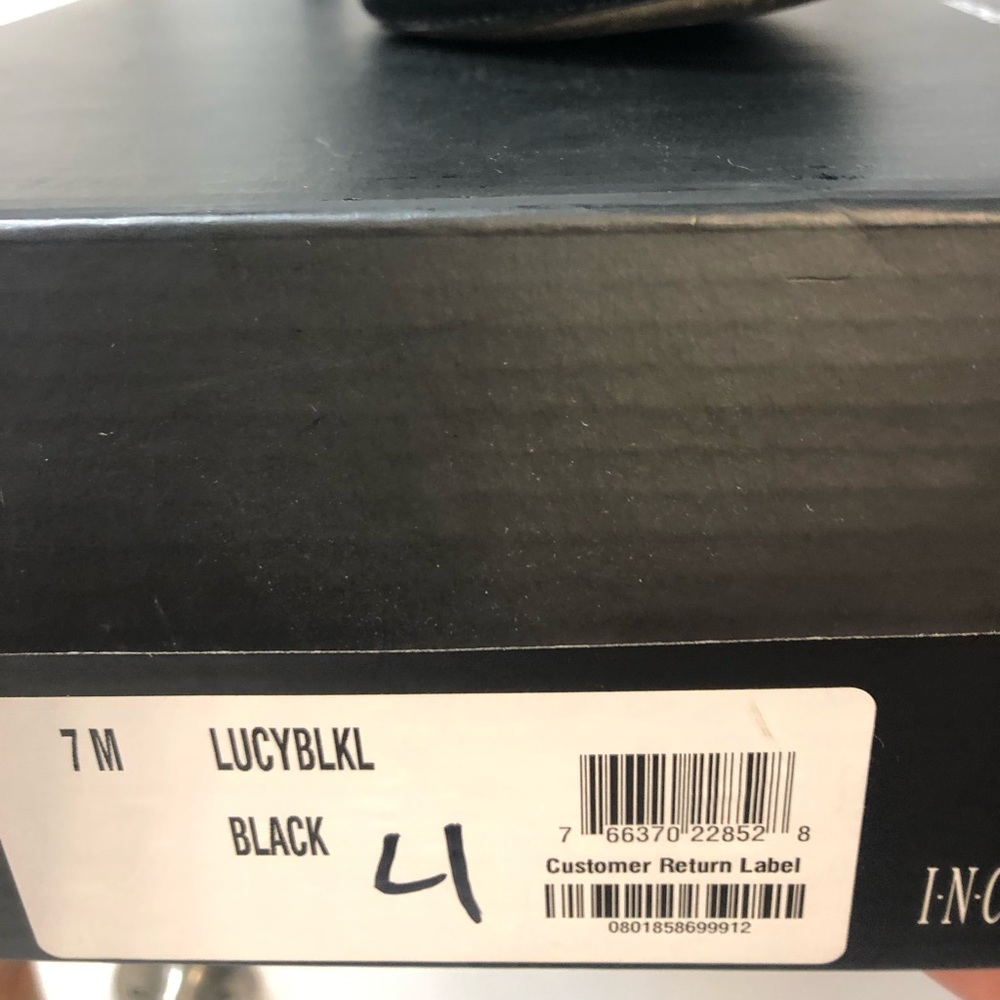 7 M LUCYBLKL
BLACK
4
7 66370 22852 8
Customer Return Label
0801858699912
I·N·C